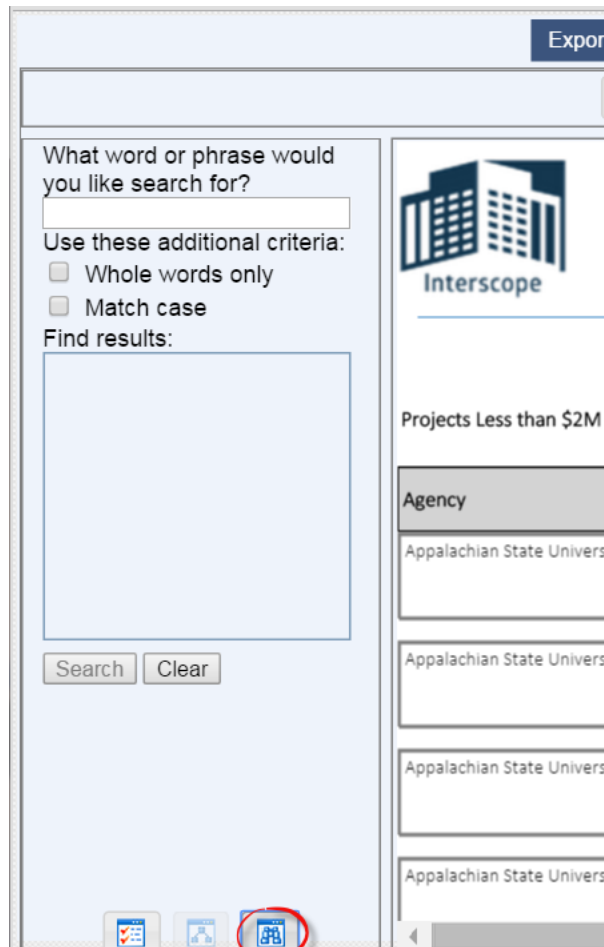 Expor
What word or phrase would
you like search for?
Use these additional criteria:
Whole words only
Match case
Find results:
Search Clear
Interscope
Projects Less than $2M
Agency
Appalachian State Univers
Appalachian State Univers
Appalachian State Univers
Appalachian State Univers